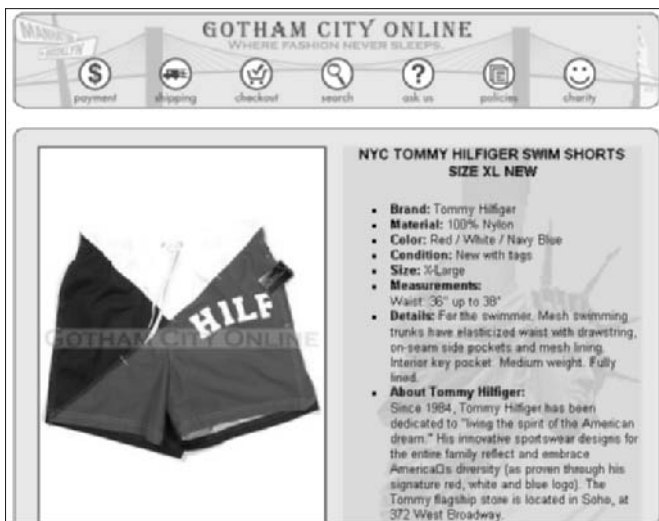 MANHATTAN
BROOKLYN
GOTHAM CITY ONLINE
WHERE FASHION NEVER SLEEPS.
$
?
payment
shipping
checkout
search
ask us
policies
charity
NYC TOMMY HILFIGER SWIM SHORTS
SIZE XL NEW
• Brand: Tommy Hilfiger
• Material: 100% Nylon
• Color: Red / White / Navy Blue
• Condition: New with tags
• Size: X-Large
• Measurements:
Waist: 36" up to 38"
• Details: For the swimmer. Mesh swimming
trunks have elasticized waist with drawstring,
on-seam side pockets and mesh lining.
Interior key pocket. Medium weight. Fully
lined.
• About Tommy Hilfiger:
Since 1984, Tommy Hilfiger has been
dedicated to "living the spirit of the American
dream." His innovative sportswear designs for
the entire family reflect and embrace
America□s diversity (as proven through his
signature red, white and blue logo). The
Tommy flagship store is located in Soho, at
372 West Broadway.
HILF
GOTHAM CITY ONLINE